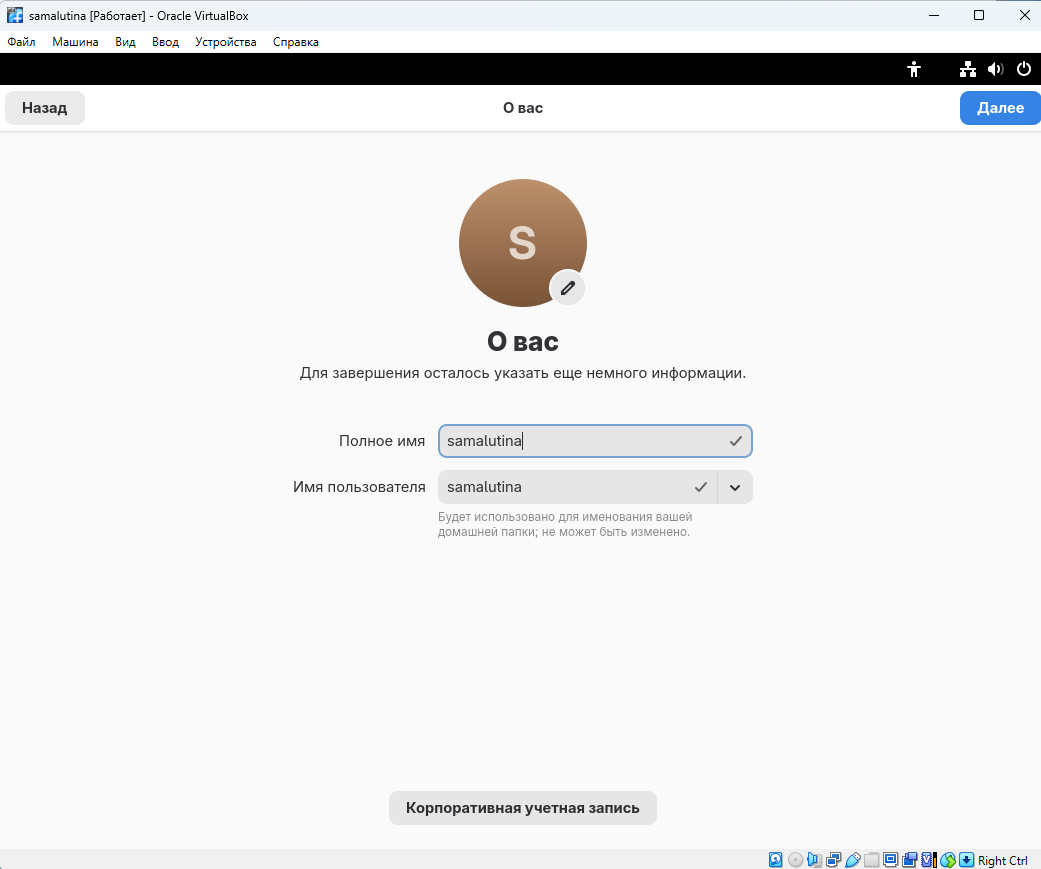 samalutina [Работает] - Oracle VirtualBox
Файл Машина Вид Ввод Устройства Справка
Назад О вас Далее
S
О вас
Для завершения осталось указать еще немного информации.
Полное имя samalutina
Имя пользователя samalutina
Будет использовано для именования вашей
домашней папки; не может быть изменено.
Корпоративная учетная запись
Right Ctrl